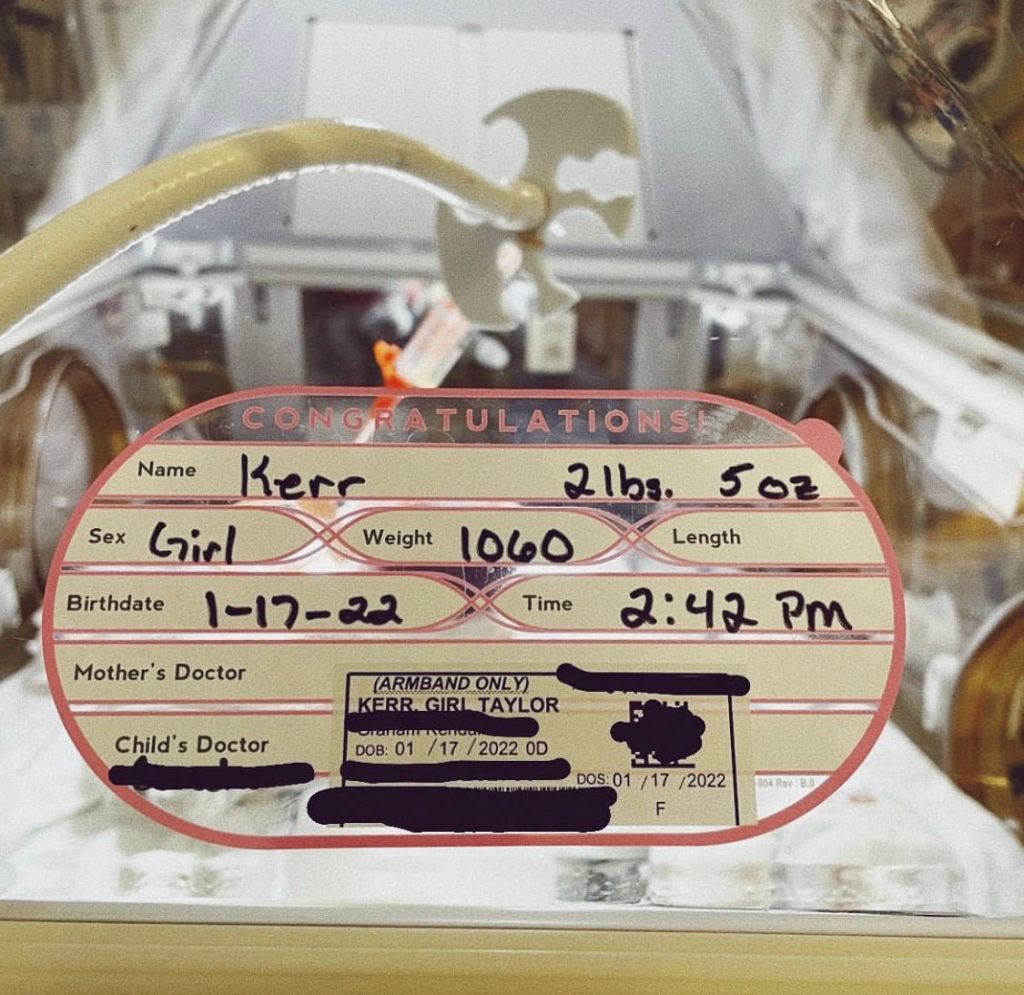 CONGRATULATIONS!
Name Kerr 2lbs. 5oz
Sex Girl Weight 1060 Length
Birthdate 1-17-22 Time 2:42 Pm
Mother's Doctor
(ARMBAND ONLY)
KERR, GIRL TAYLOR
Child's Doctor
DOB: 01 /17 /2022 0D
DOS: 01 /17 /2022
F